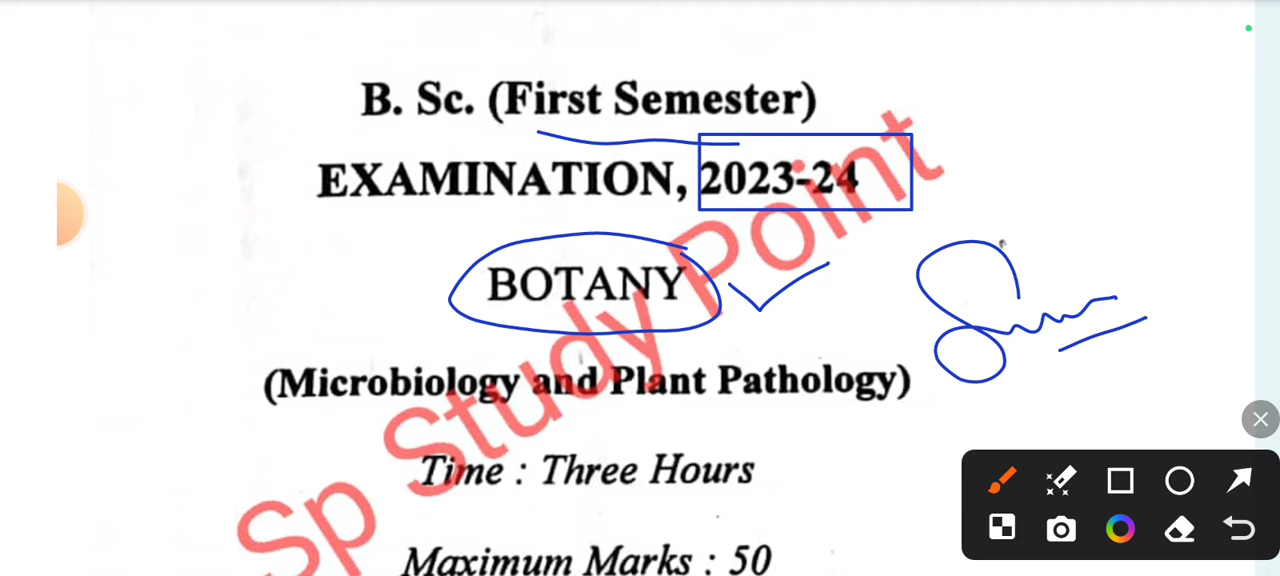 B. Sc. (First Semester)
EXAMINATION, 2023-24
BOTANY
(Microbiology and Plant Pathology)
Time : Three Hours
Maximum Marks : 50
Sp Study Point